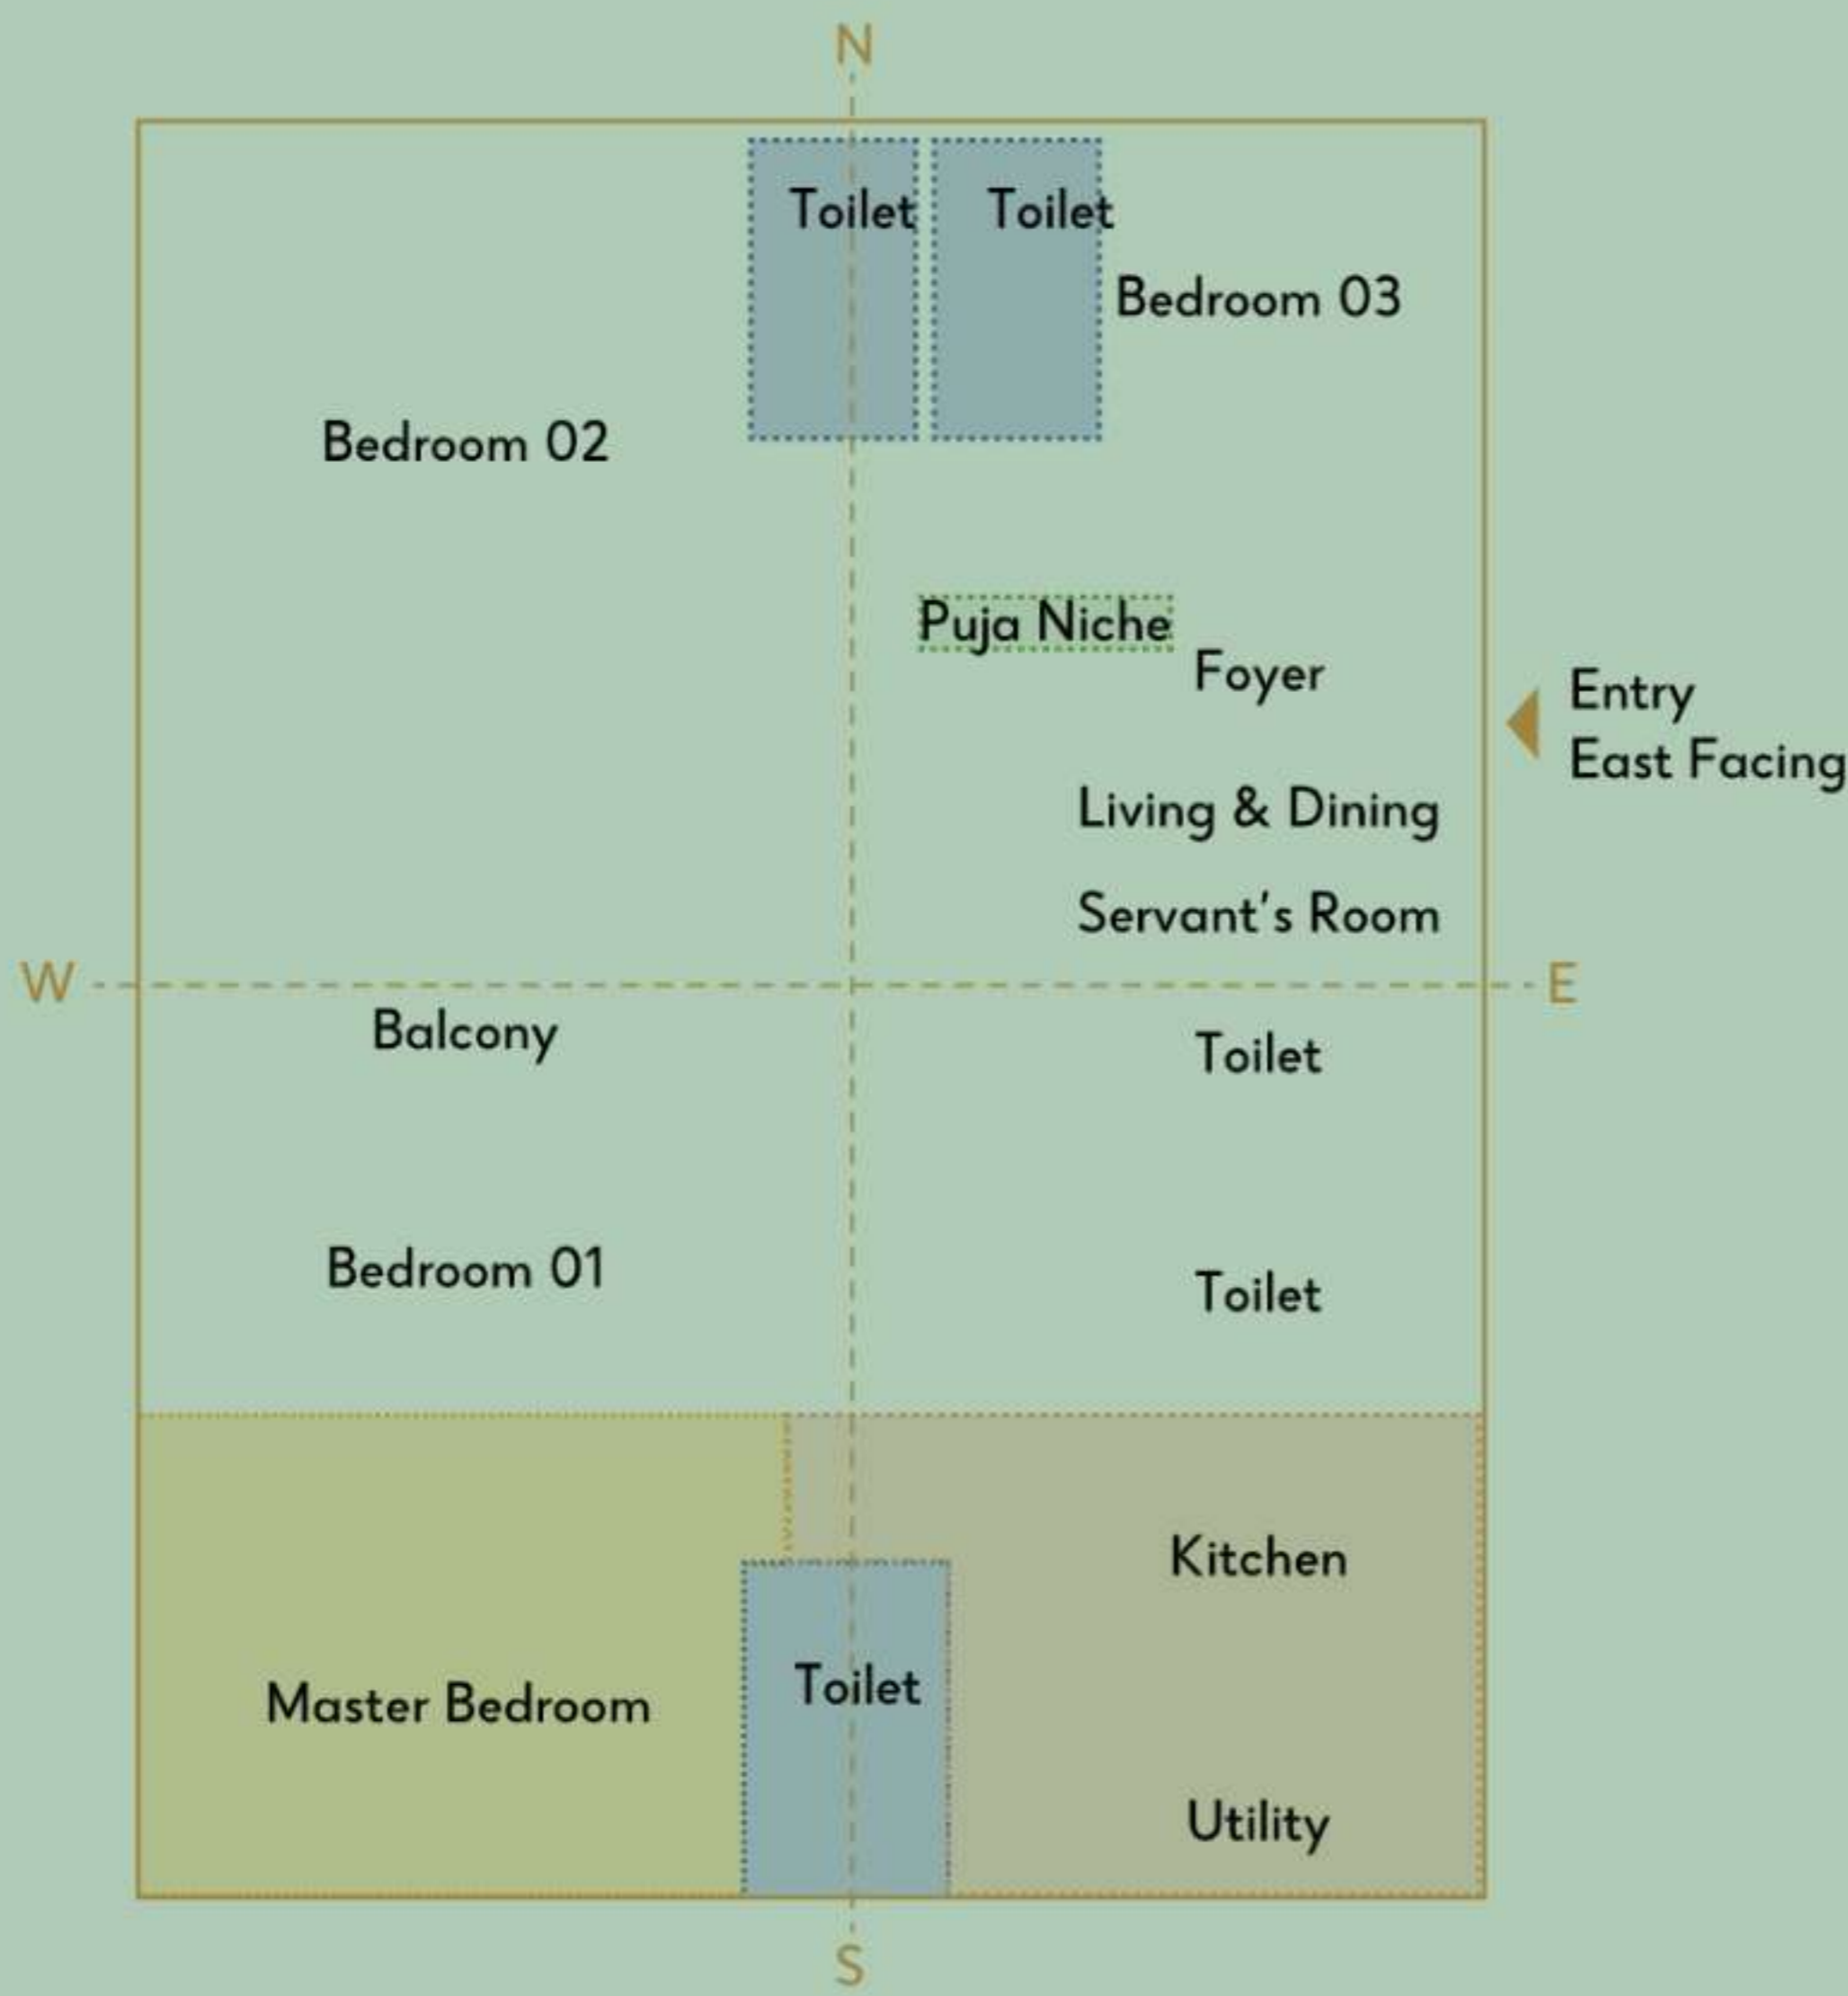 N
Toilet
Toilet
Bedroom 03
Bedroom 02
Puja Niche
Foyer
Entry
East Facing
Living & Dining
Servant's Room
W
E
Balcony
Toilet
Bedroom 01
Toilet
Kitchen
Master Bedroom
Toilet
Utility
S